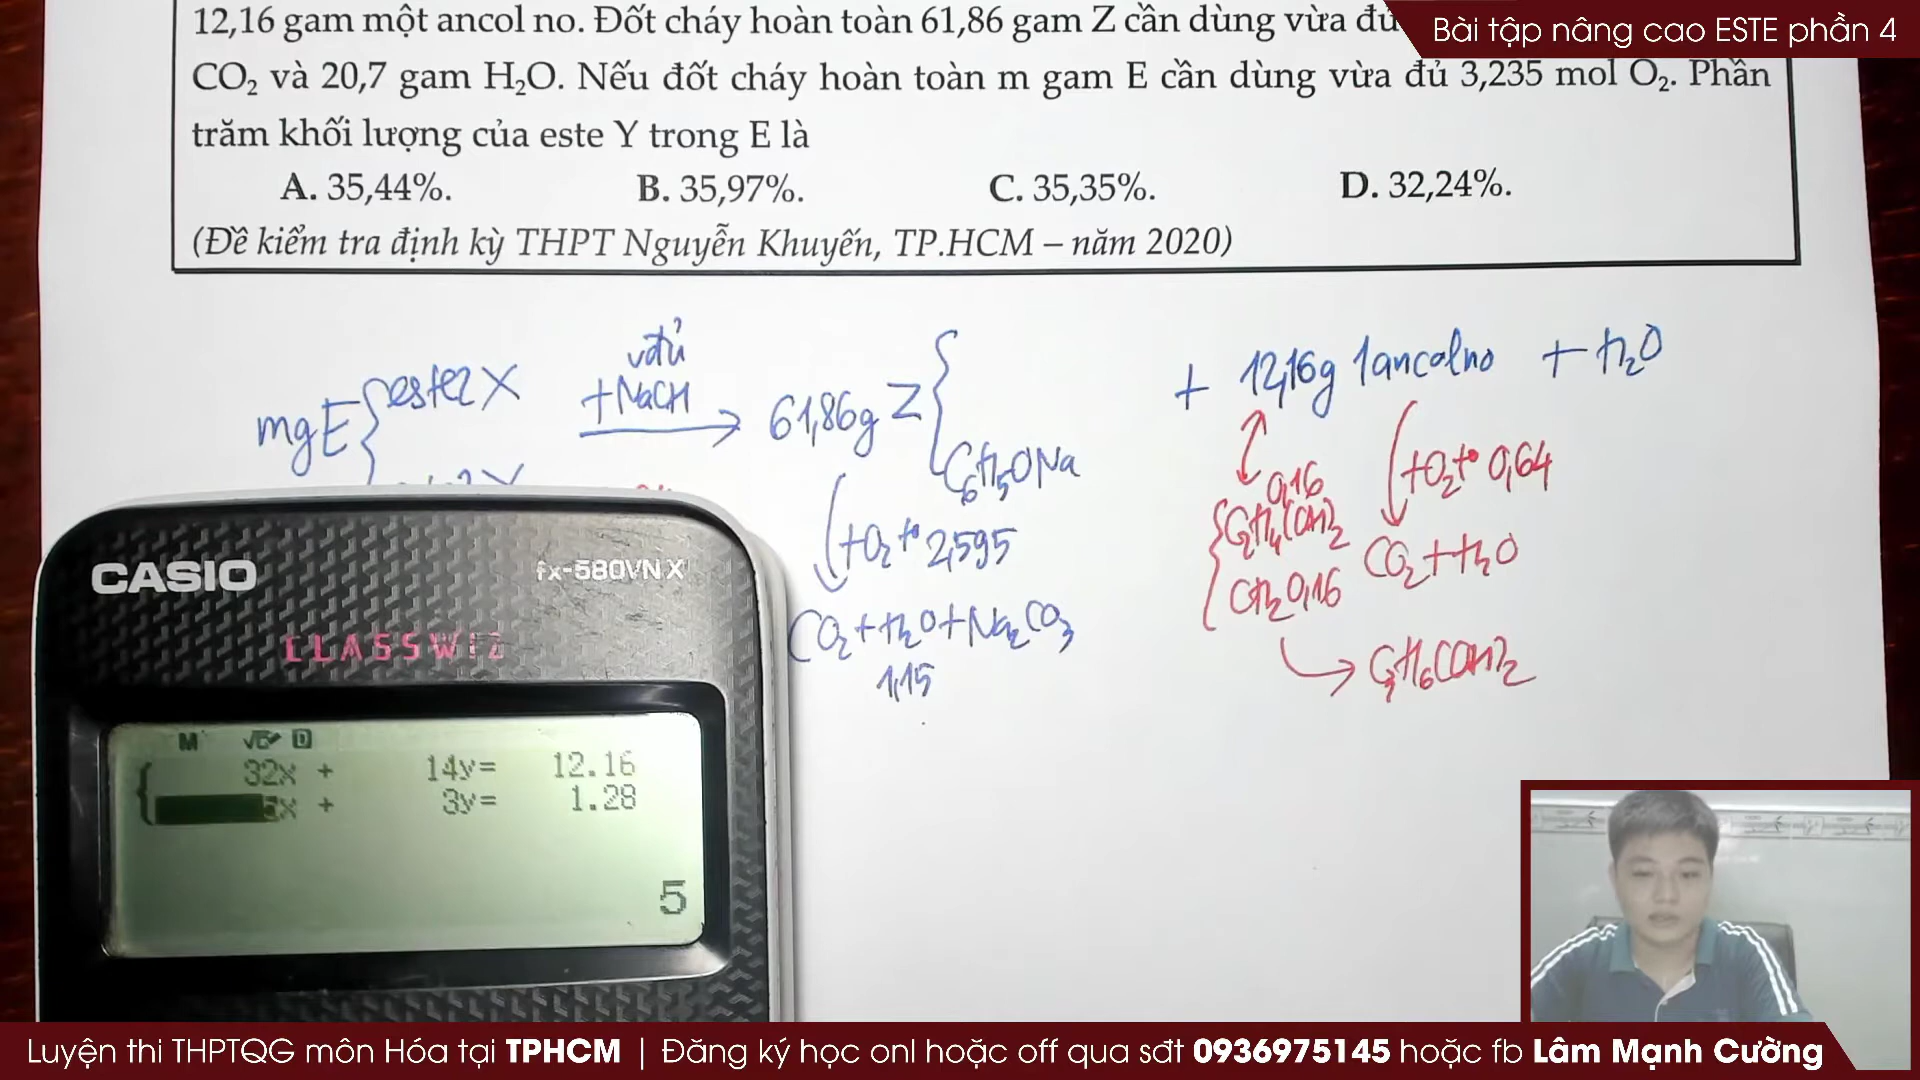 12,16 gam một ancol no. Đốt cháy hoàn toàn 61,86 gam Z cần dùng vừa đủ
Bài tập nâng cao ESTE phần 4
CO₂ và 20,7 gam H₂O. Nếu đốt cháy hoàn toàn m gam E cần dùng vừa đủ 3,235 mol O₂. Phần
trăm khối lượng của este Y trong E là
A. 35,44%. B. 35,97%. C. 35,35%. D. 32,24%.
(Đề kiểm tra định kỳ THPT Nguyễn Khuyến, TP.HCM – năm 2020)
mgE { este2 X
vđủ
+NaOH
61,86g Z { C₆H₅ONa
+ 12,16g 1 ancol no + H₂O
+O₂ 2,595
CO₂ + H₂O + Na₂CO₃
1,15
0,16
C₂H₄(OH)₂
CH₂ 0,16
+O₂ 0,64
CO₂ + H₂O
C₃H₆(OH)₂
CASIO
fx-580VN X
CLASSWIZ
M √ D
32x + 14y= 12.16
5x + 3y= 1.28
5
Luyện thi THPTQG môn Hóa tại TPHCM | Đăng ký học onl hoặc off qua sđt 0936975145 hoặc fb Lâm Mạnh Cường